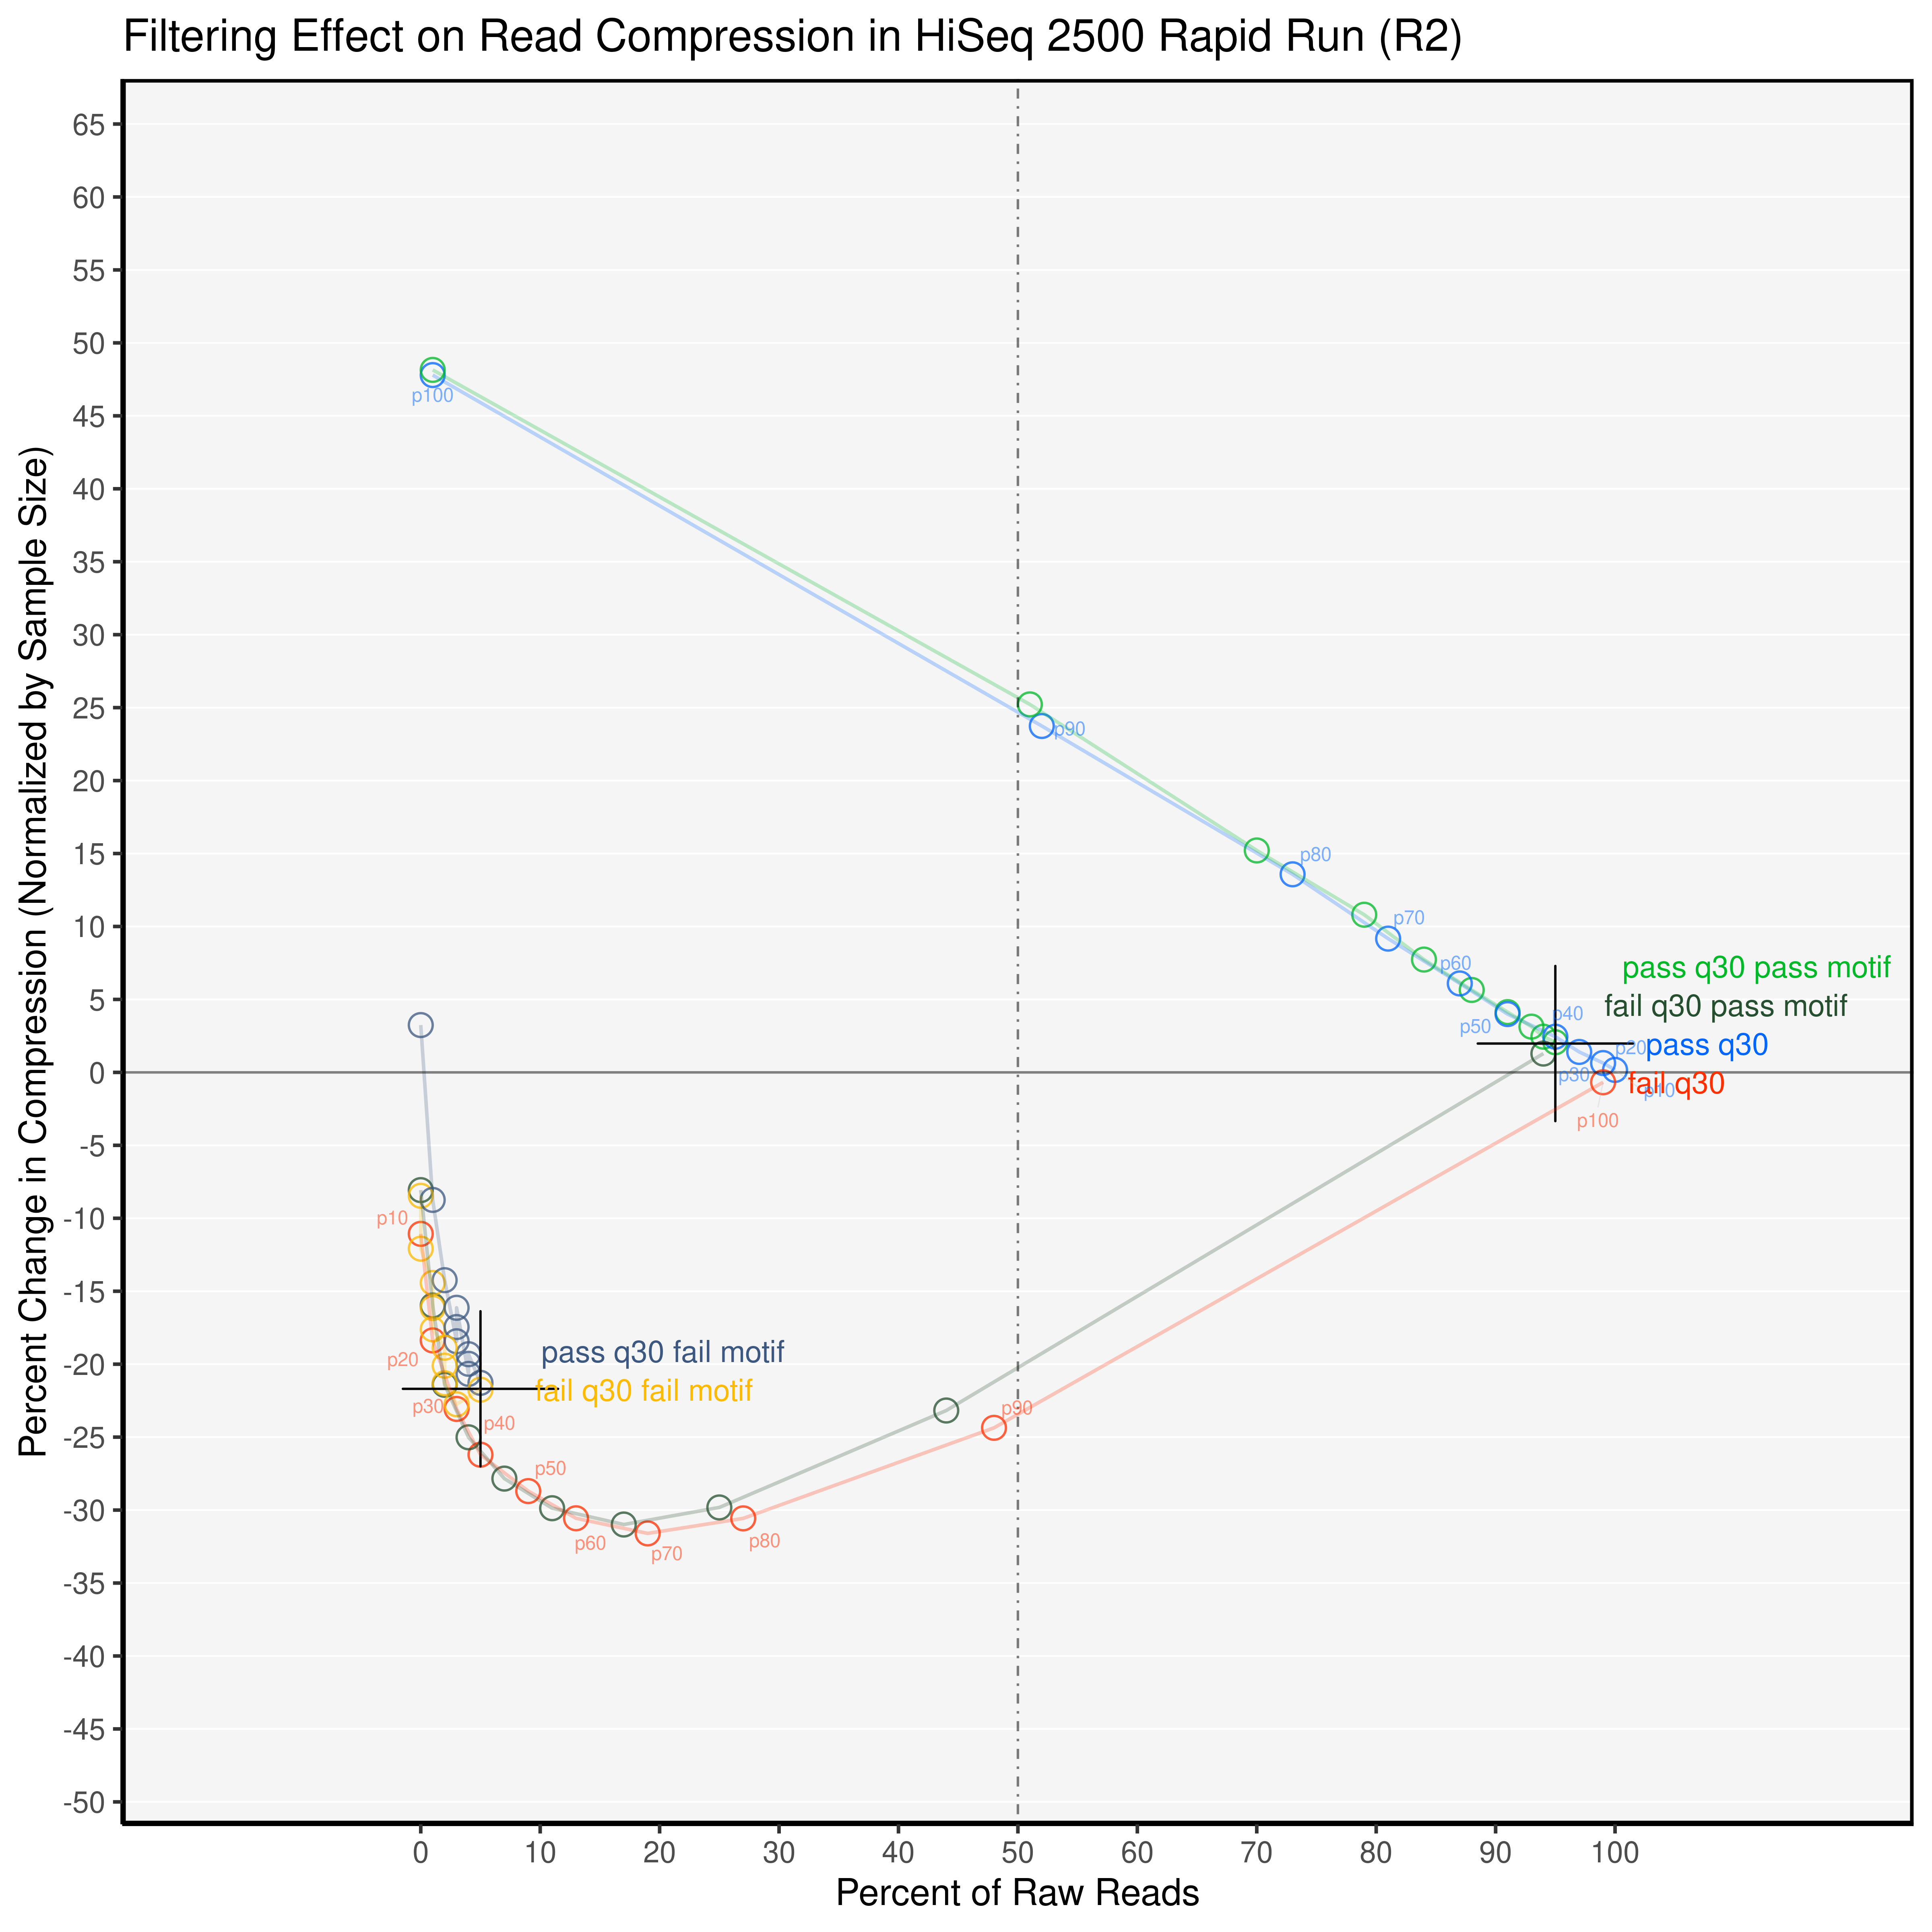 Filtering Effect on Read Compression in HiSeq 2500 Rapid Run (R2)
Percent Change in Compression (Normalized by Sample Size)
65
60
55
50
45
40
35
30
25
20
15
10
5
0
-5
-10
-15
-20
-25
-30
-35
-40
-45
-50
p100
p90
p80
p70
p60
p50
p40
p30
p20
p10
pass q30 pass motif
fail q30 pass motif
pass q30
fail q30
p100
p10
p20
p30
p40
p50
p60
p70
p80
p90
pass q30 fail motif
fail q30 fail motif
0 10 20 30 40 50 60 70 80 90 100
Percent of Raw Reads